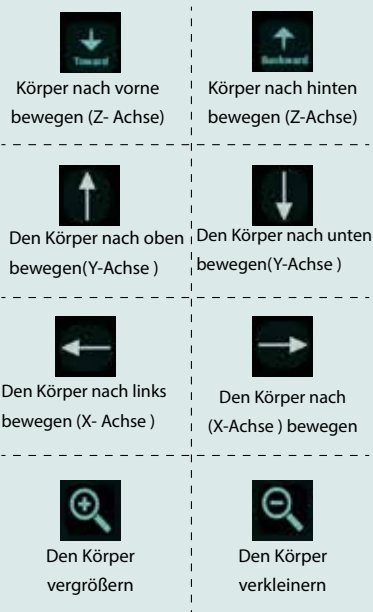 Toward
Backward
Körper nach vorne
bewegen (Z- Achse)
Körper nach hinten
bewegen (Z-Achse)
Den Körper nach oben
bewegen(Y-Achse )
Den Körper nach unten
bewegen(Y-Achse )
Den Körper nach links
bewegen (X- Achse )
Den Körper nach
(X-Achse ) bewegen
Den Körper
vergrößern
Den Körper
verkleinern